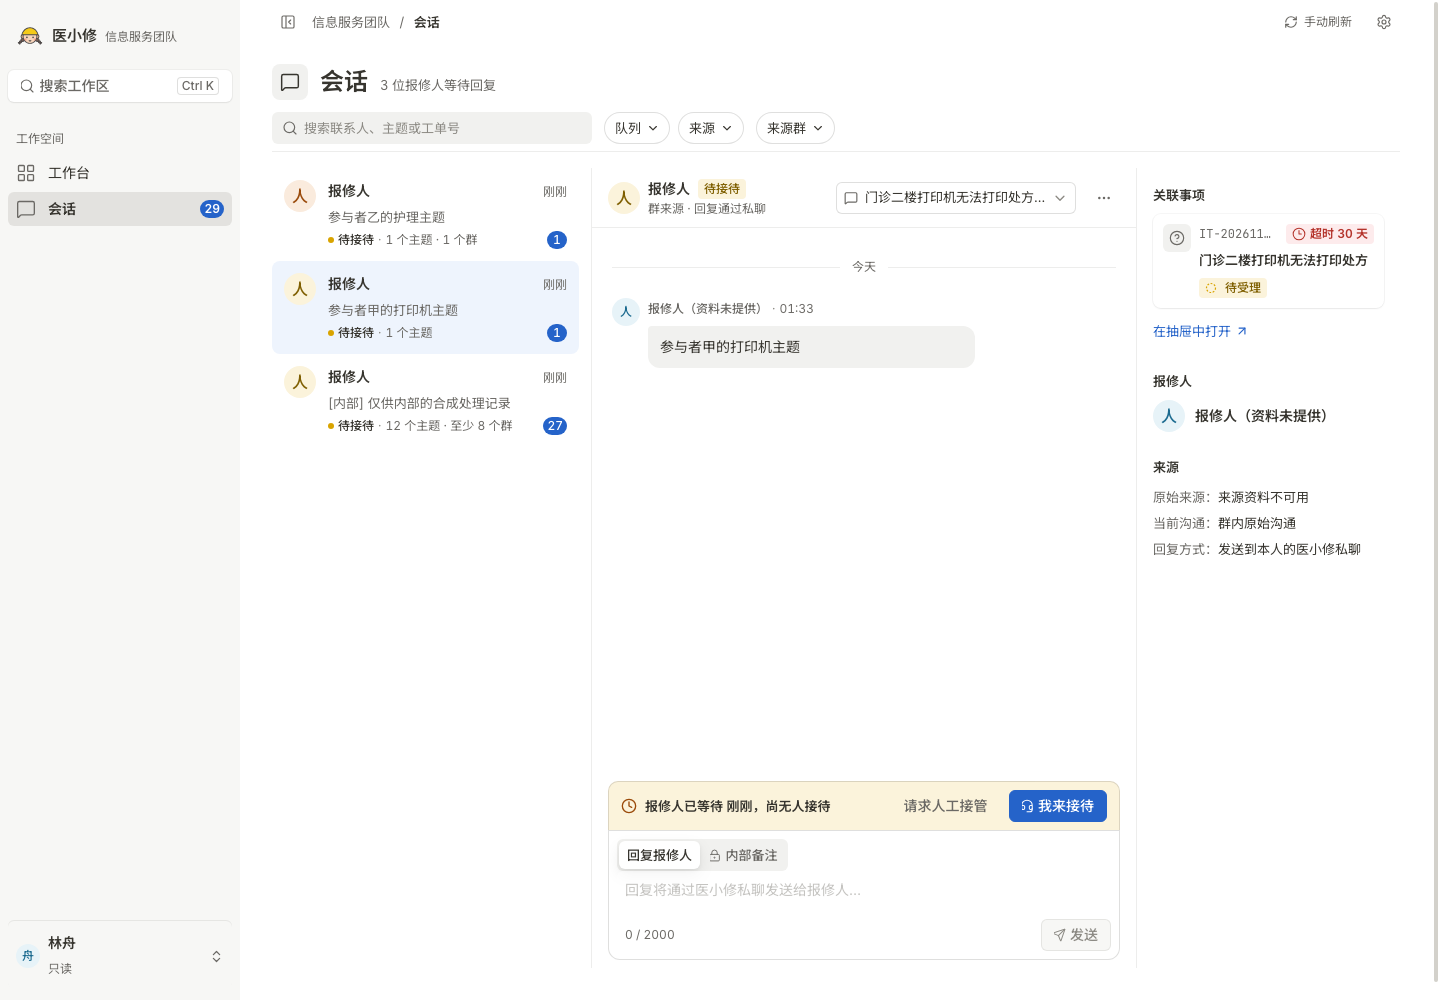 医小修 信息服务团队
搜索工作区 Ctrl K
工作空间
工作台
会话 29
林舟
舟
只读
信息服务团队 / 会话
手动刷新
会话 3 位报修人等待回复
搜索联系人、主题或工单号
队列
来源
来源群
人
报修人 刚刚
参与者乙的护理主题
待接待 · 1 个主题 · 1 个群 1
人
报修人 刚刚
参与者甲的打印机主题
待接待 · 1 个主题 1
人
报修人 刚刚
[内部] 仅供内部的合成处理记录
待接待 · 12 个主题 · 至少 8 个群 27
人
报修人 待接待
群来源 · 回复通过私聊
门诊二楼打印机无法打印处方...
今天
人
报修人（资料未提供） · 01:33
参与者甲的打印机主题
报修人已等待 刚刚，尚无人接待
请求人工接管
我来接待
回复报修人
内部备注
回复将通过医小修私聊发送给报修人...
0 / 2000
发送
关联事项
IT-202611... 超时 30 天
门诊二楼打印机无法打印处方
待受理
在抽屉中打开
报修人
人
报修人（资料未提供）
来源
原始来源： 来源资料不可用
当前沟通： 群内原始沟通
回复方式： 发送到本人的医小修私聊